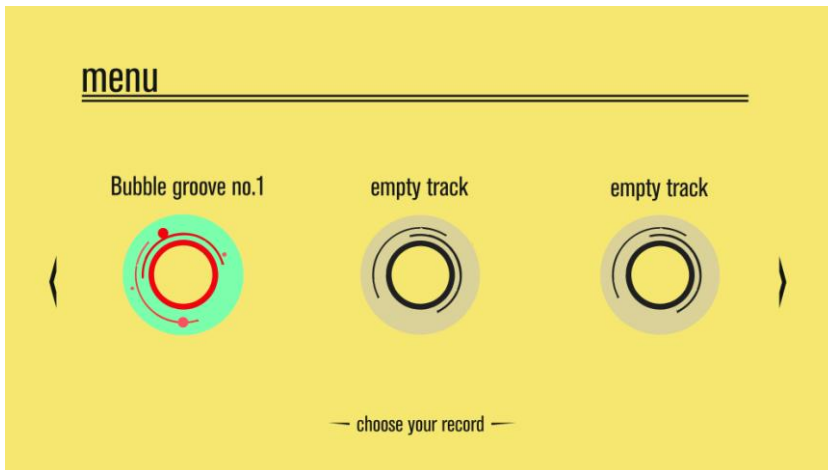 menu
Bubble groove no.1
empty track
empty track
choose your record